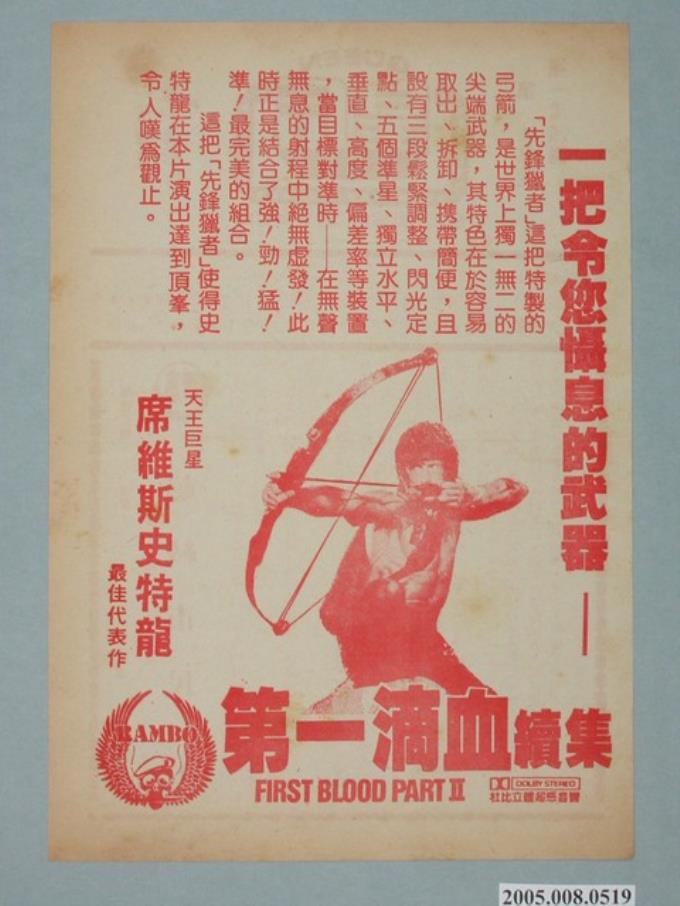 一把令您懾息的武器——
「先鋒獵者」這把特製的
弓箭，是世界上獨一無二的
尖端武器，其特色在於容易
取出、拆卸、携帶簡便，且
設有三段鬆緊調整、閃光定
點、五個準星、獨立水平、
垂直、高度、偏差率等裝置
，當目標對準時——在無聲
無息的射程中絕無虛發！此
時正是結合了強！勁！猛！
準！最完美的組合。
這把「先鋒獵者」使得史
特龍在本片演出達到頂峯，
令人嘆為觀止。
天王巨星
席維斯史特龍
最佳代表作
RAMBO
第一滴血續集
FIRST BLOOD PART II
DOLBY STEREO
杜比立體超感音響
2005.008.0519